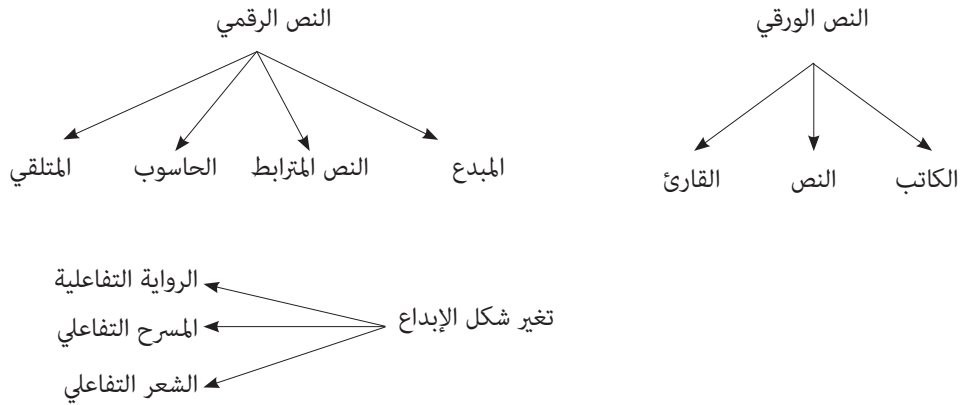 النص الورقي
الكاتب
النص
القارئ
النص الرقمي
المبدع
النص المترابط
الحاسوب
المتلقي
تغير شكل الإبداع
الرواية التفاعلية
المسرح التفاعلي
الشعر التفاعلي